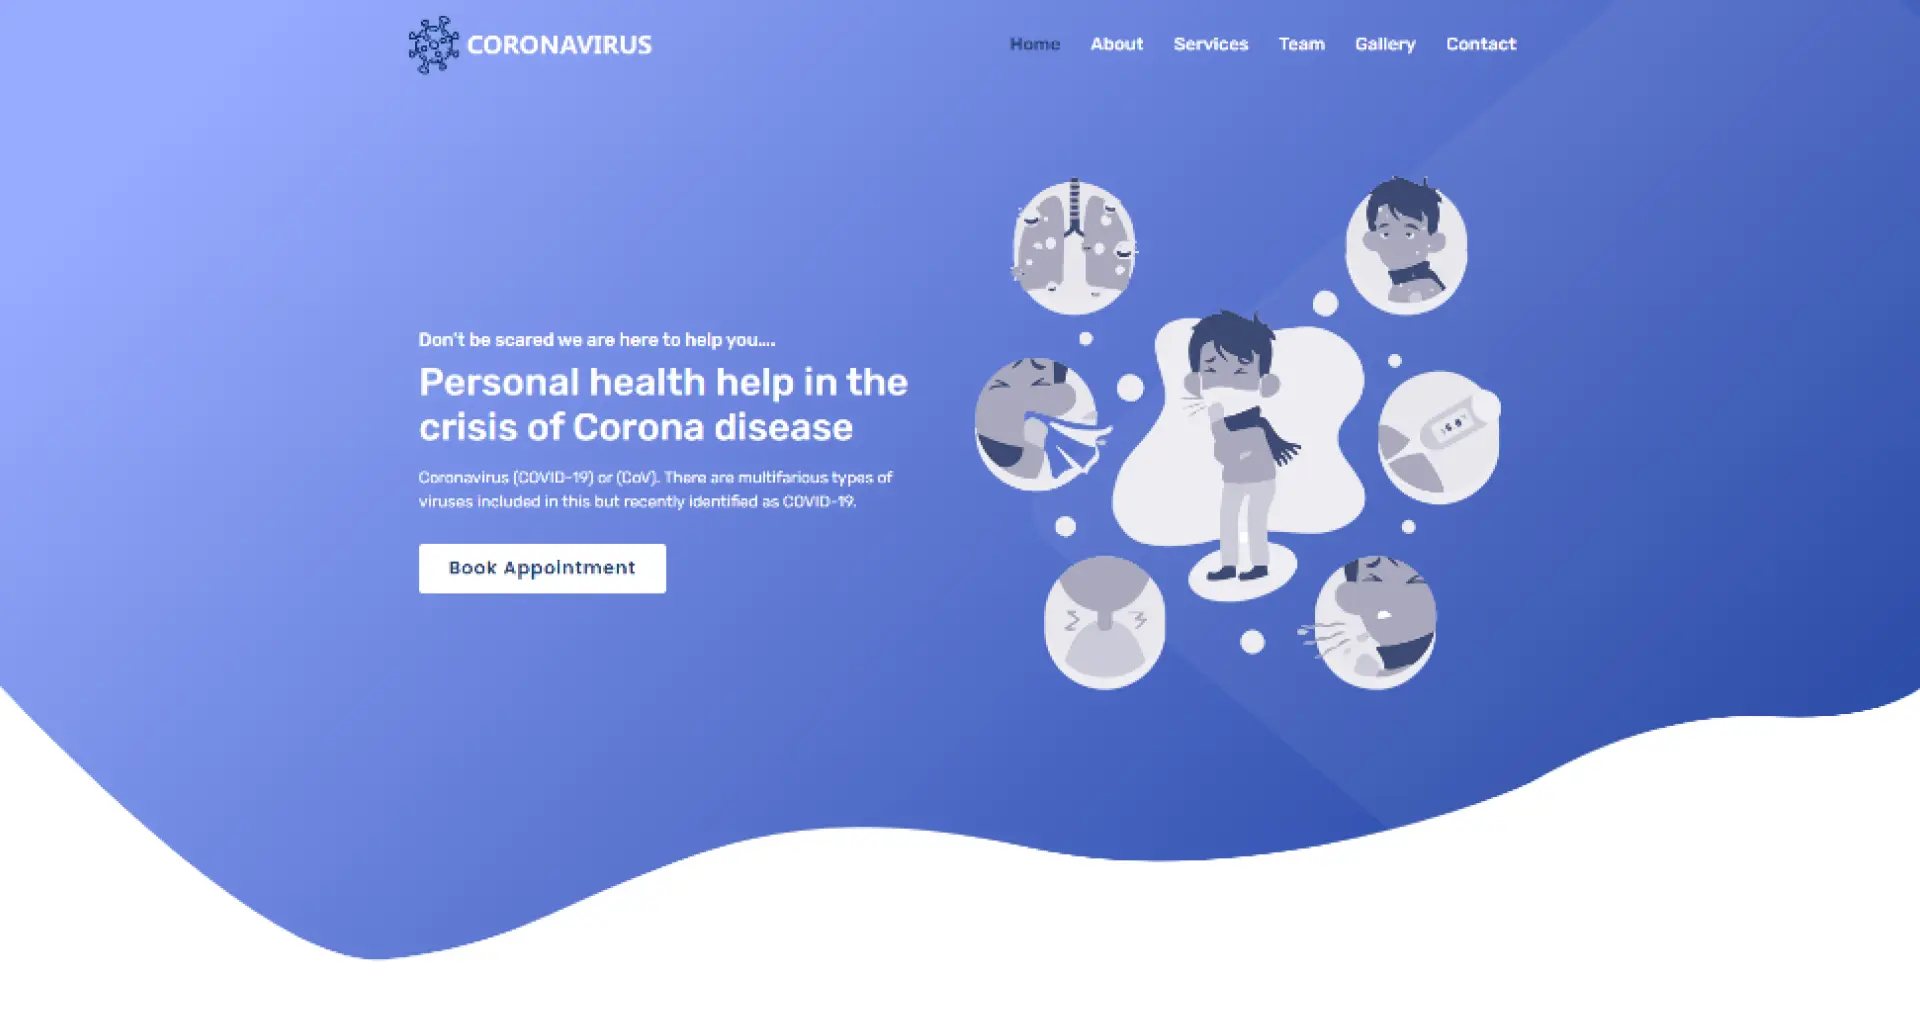 CORONAVIRUS
Home About Services Team Gallery Contact
Don't be scared we are here to help you....
Personal health help in the
crisis of Corona disease
Coronavirus (COVID-19) or (CoV). There are multifarious types of
viruses included in this but recently identified as COVID-19.
Book Appointment